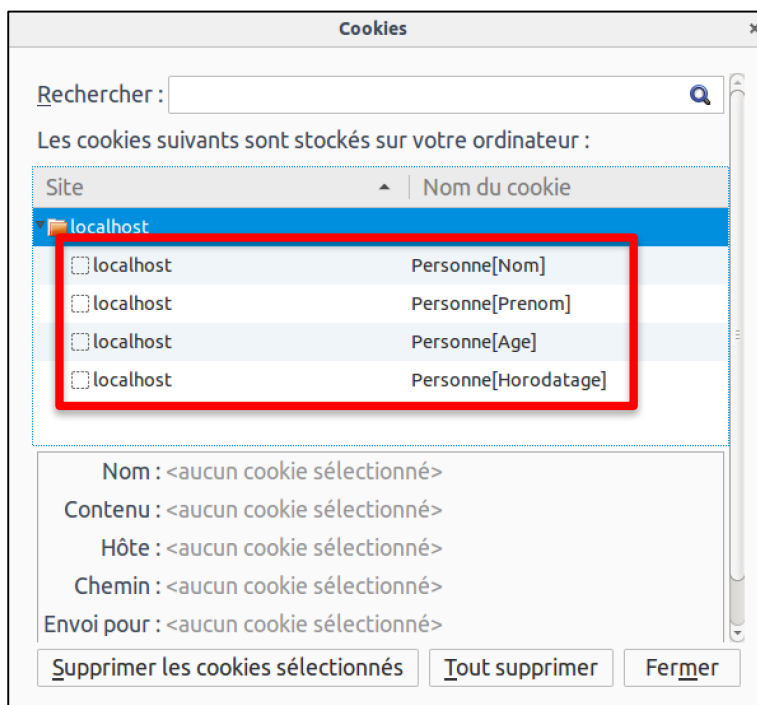 Cookies ×
Rechercher :
Les cookies suivants sont stockés sur votre ordinateur :
Site Nom du cookie
localhost
localhost Personne[Nom]
localhost Personne[Prenom]
localhost Personne[Age]
localhost Personne[Horodatage]
Nom : <aucun cookie sélectionné>
Contenu : <aucun cookie sélectionné>
Hôte : <aucun cookie sélectionné>
Chemin : <aucun cookie sélectionné>
Envoi pour : <aucun cookie sélectionné>
Supprimer les cookies sélectionnés Tout supprimer Fermer